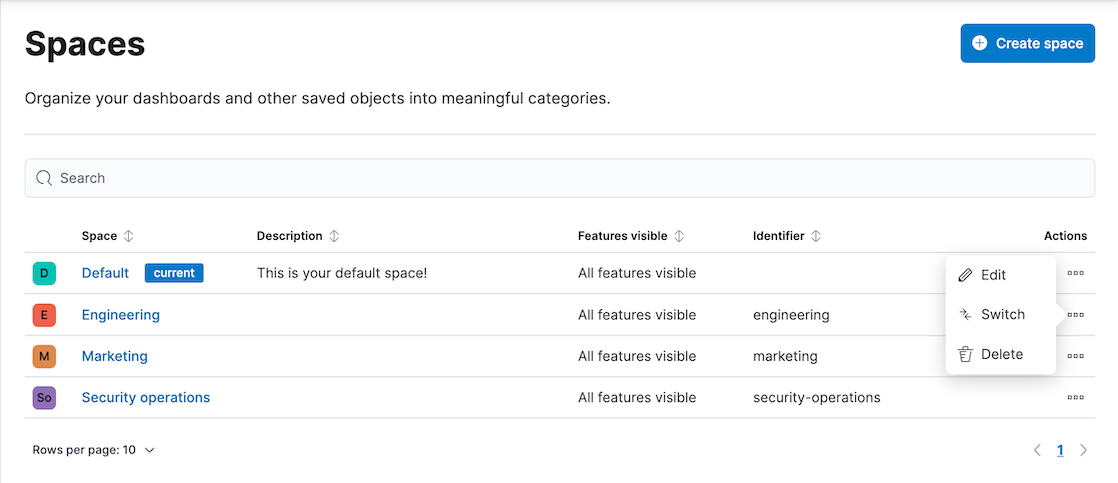 Spaces
Create space
Organize your dashboards and other saved objects into meaningful categories.
Search
Space Description Features visible Identifier Actions
D Default current This is your default space! All features visible
Edit
E Engineering All features visible engineering
Switch
M Marketing All features visible marketing
Delete
So Security operations All features visible security-operations
Rows per page: 10 1